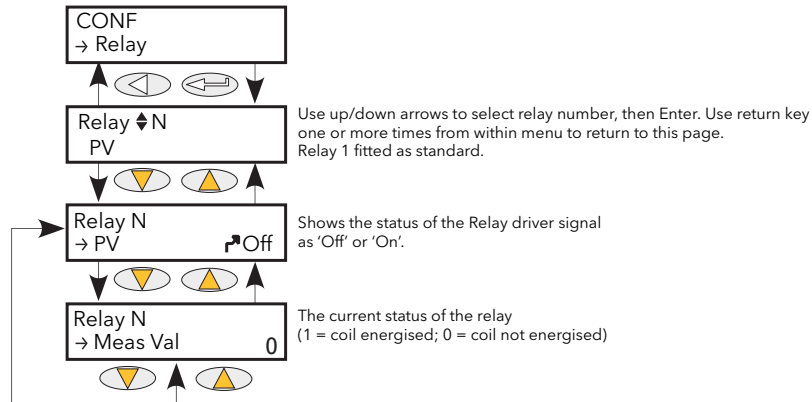 CONF
→ Relay
Relay ♦N
PV
Use up/down arrows to select relay number, then Enter. Use return key
one or more times from within menu to return to this page.
Relay 1 fitted as standard.
Relay N
→ PV Off
Shows the status of the Relay driver signal
as ‘Off’ or ‘On’.
Relay N
→ Meas Val 0
The current status of the relay
(1 = coil energised; 0 = coil not energised)